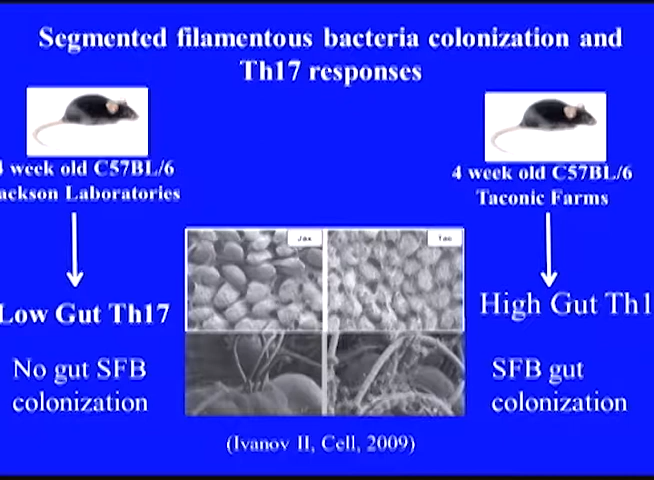 Segmented filamentous bacteria colonization and
Th17 responses
4 week old C57BL/6
ackson Laboratories
4 week old C57BL/6
Taconic Farms
Jax
Tac
Low Gut Th17
High Gut Th1
No gut SFB
colonization
SFB gut
colonization
(Ivanov II, Cell, 2009)